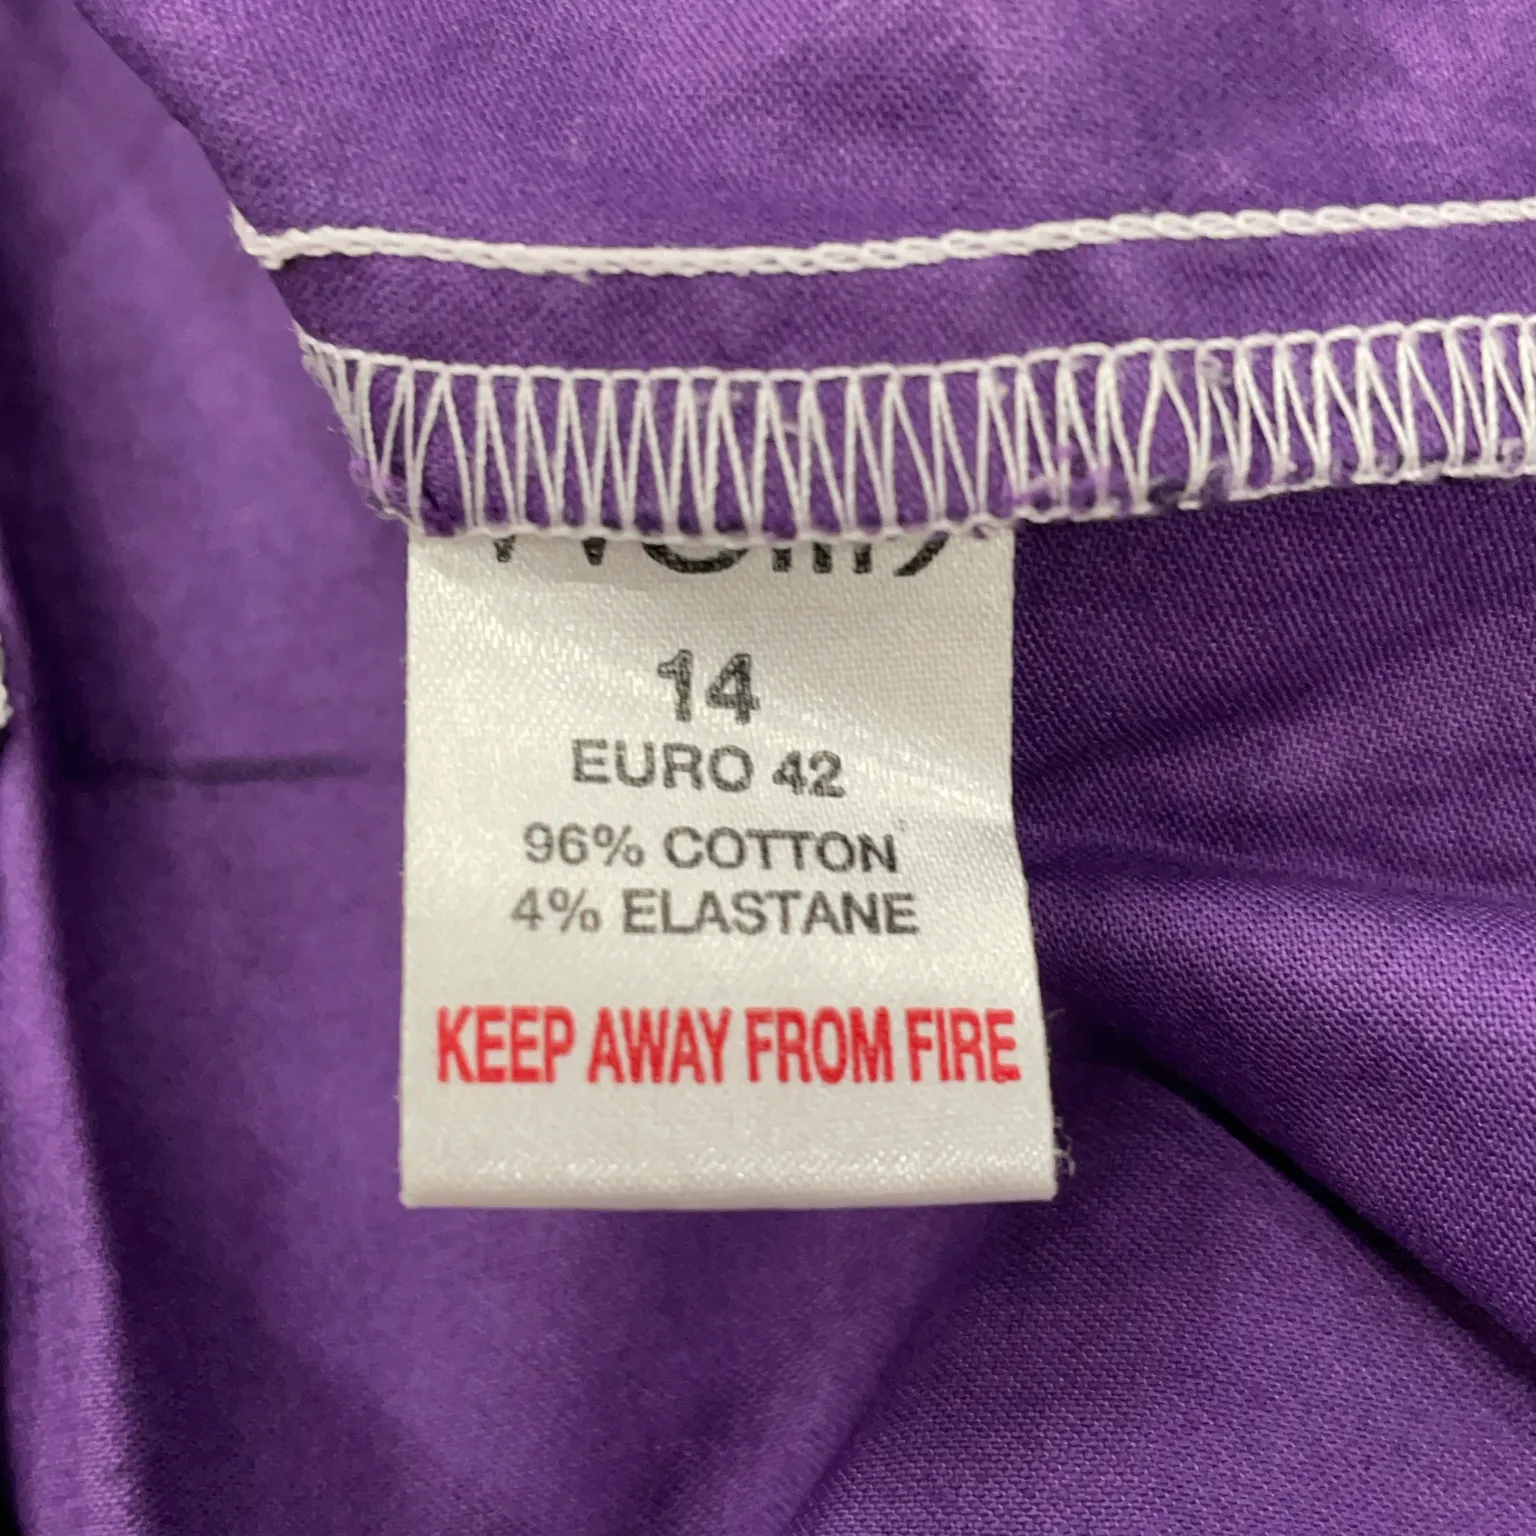 14
EURO 42
96% COTTON
4% ELASTANE
KEEP AWAY FROM FIRE